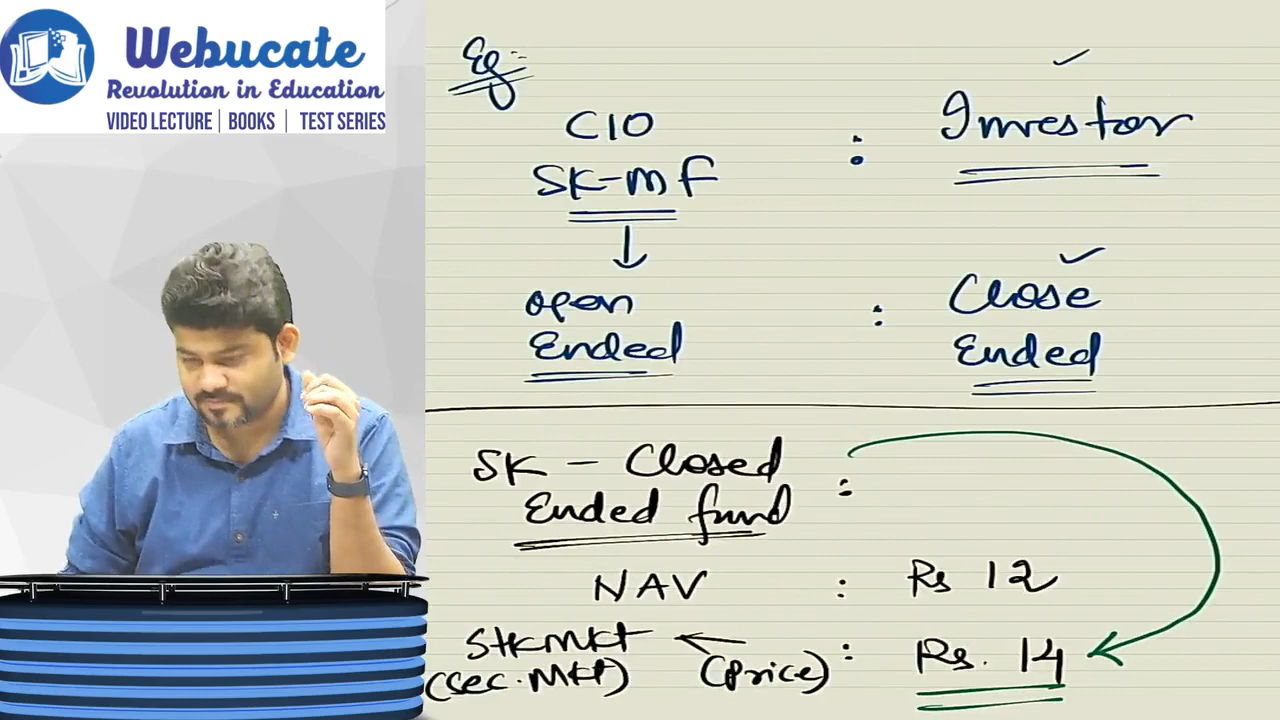 Webucate
Revolution in Education
VIDEO LECTURE | BOOKS | TEST SERIES
Eg:-
CIO : Investor
SK-MF
Open : Close
Ended Ended
SK - Closed :
Ended fund
NAV : Rs 12
StkMkt (Price) : Rs. 14
(Sec. Mkt)